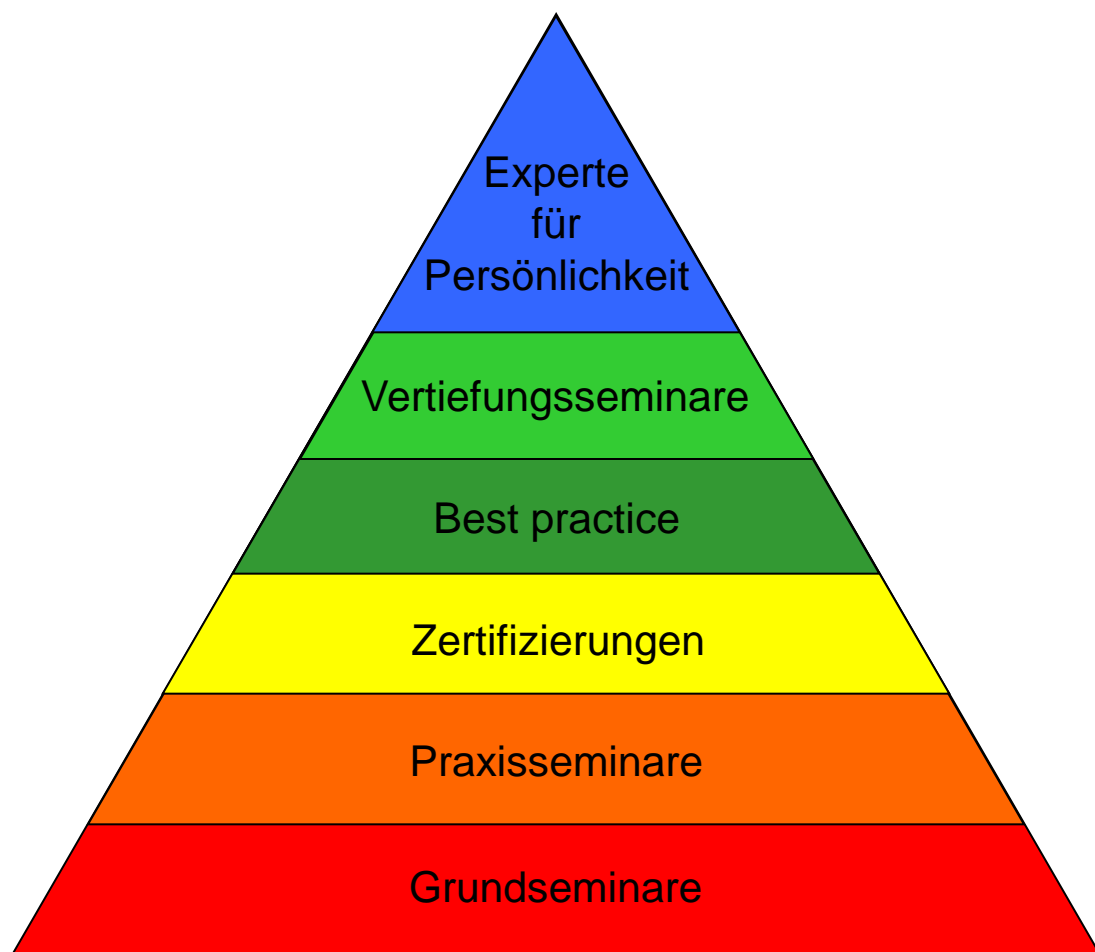 Experte
für
Persönlichkeit
Vertiefungsseminare
Best practice
Zertifizierungen
Praxisseminare
Grundseminare